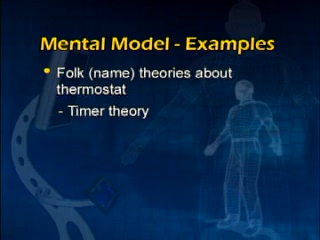 Mental Model - Examples
• Folk (name) theories about
thermostat
- Timer theory